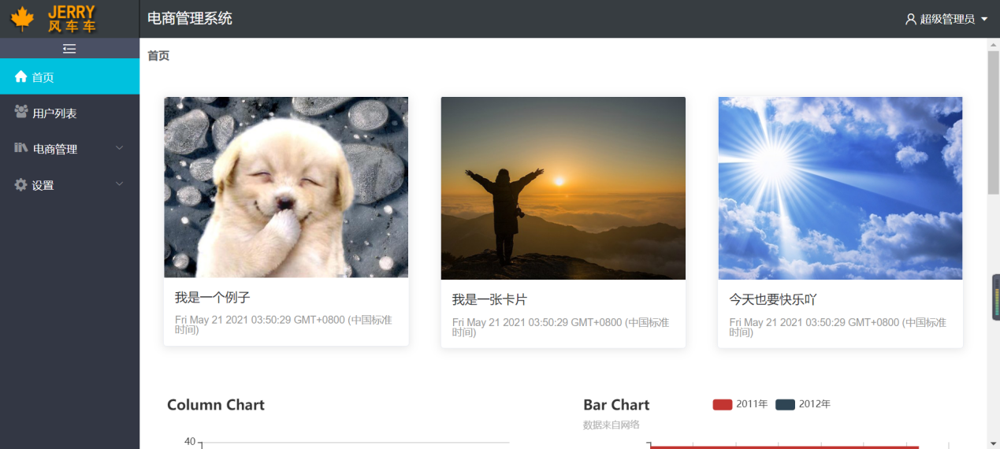 JERRY
风车车
电商管理系统
超级管理员
首页
用户列表
电商管理
设置
首页
我是一个例子
Fri May 21 2021 03:50:29 GMT+0800 (中国标准
时间)
我是一张卡片
Fri May 21 2021 03:50:29 GMT+0800 (中国标准
时间)
今天也要快乐吖
Fri May 21 2021 03:50:29 GMT+0800 (中国标准
时间)
Column Chart
40
Bar Chart
数据来自网络
2011年
2012年